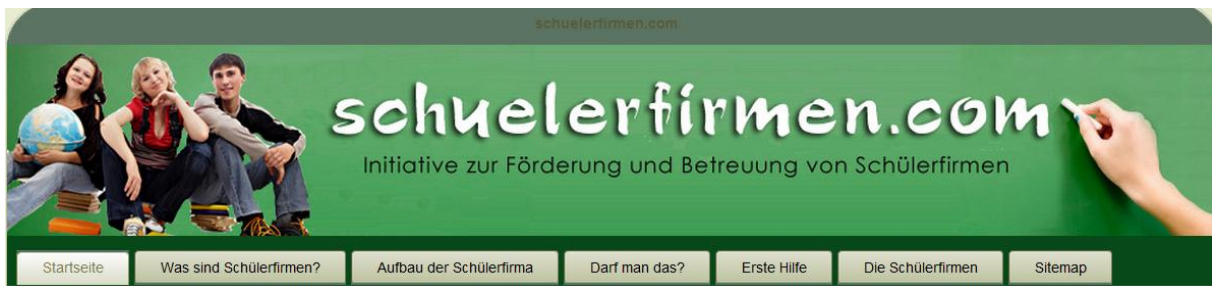 schuelerfirmen.com
schuelerfirmen.com
Initiative zur Förderung und Betreuung von Schülerfirmen
Startseite Was sind Schülerfirmen? Aufbau der Schülerfirma Darf man das? Erste Hilfe Die Schülerfirmen Sitemap